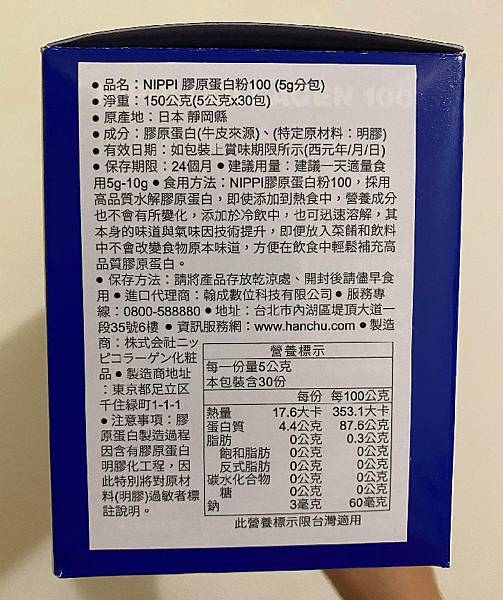 ● 品名：NIPPI 膠原蛋白粉100 (5g分包)
● 淨重：150公克(5公克x30包)
● 原產地：日本 靜岡縣
● 成分：膠原蛋白(牛皮來源)、(特定原材料：明膠)
● 有效日期：如包裝上賞味期限所示(西元年/月/日)
● 保存期限：24個月 ● 建議用量：建議一天適量食
用5g-10g ● 食用方法：NIPPI膠原蛋白粉100，採用
高品質水解膠原蛋白，即使添加到熱食中，營養成分
也不會有所變化，添加於冷飲中，也可迅速溶解，其
本身的味道與氣味因技術提升，即便放入菜餚和飲料
中不會改變食物原本味道，方便在飲食中輕鬆補充高
品質膠原蛋白。
● 保存方法：請將產品存放乾涼處、開封後請儘早食
用 ● 進口代理商：翰成數位科技有限公司 ● 服務專
線：0800-588880 ● 地址：台北市內湖區堤頂大道一
段35號6樓 ● 資訊服務網：www.hanchu.com ● 製造
商：株式会社ニッ
ピコラーゲン化粧
品 ● 製造商地址
：東京都足立区
千住緑町1-1-1
● 注意事項：膠
原蛋白製造過程
因含有膠原蛋白
明膠化工程，因
此特別將對原材
料(明膠)過敏者標
註說明。
營養標示
每一份量5公克
本包裝含30份
每份 每100公克
熱量 17.6大卡 353.1大卡
蛋白質 4.4公克 87.6公克
脂肪 0公克 0.3公克
飽和脂肪 0公克 0公克
反式脂肪 0公克 0公克
碳水化合物 0公克 0公克
糖 0公克 0公克
鈉 3毫克 60毫克
此營養標示限台灣適用